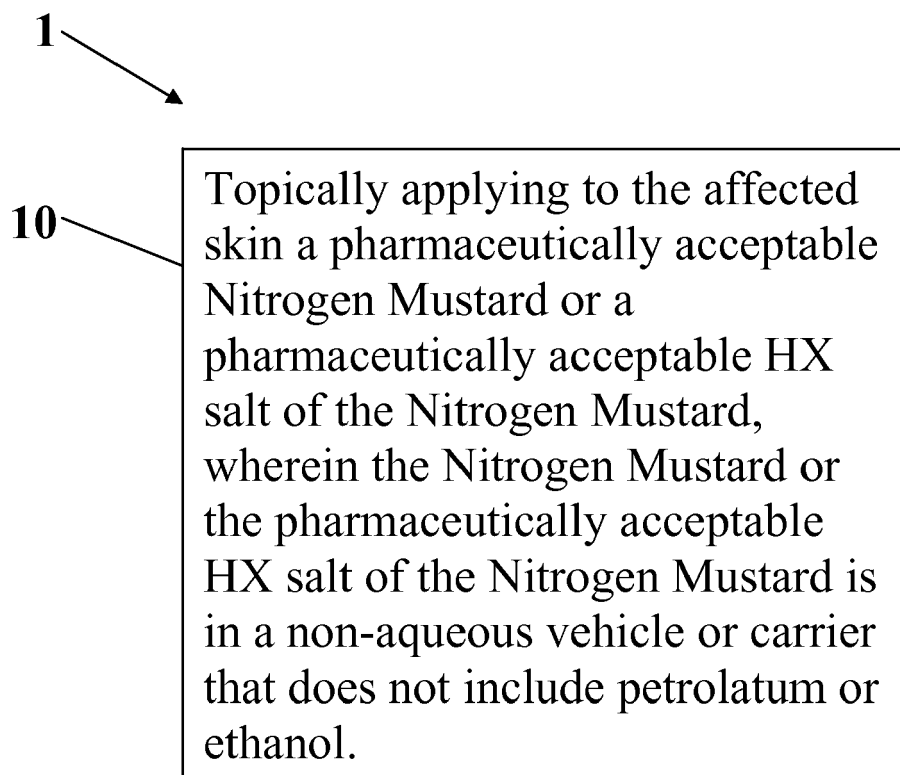 1
10
Topically applying to the affected
skin a pharmaceutically acceptable
Nitrogen Mustard or a
pharmaceutically acceptable HX
salt of the Nitrogen Mustard,
wherein the Nitrogen Mustard or
the pharmaceutically acceptable
HX salt of the Nitrogen Mustard is
in a non-aqueous vehicle or carrier
that does not include petrolatum or
ethanol.